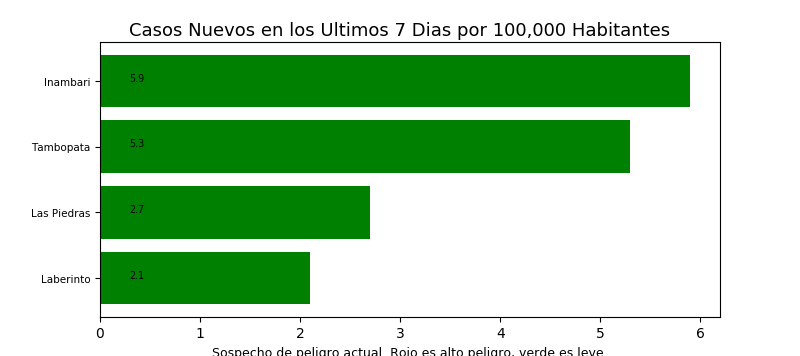 Casos Nuevos en los Ultimos 7 Dias por 100,000 Habitantes
Inambari 5.9
Tambopata 5.3
Las Piedras 2.7
Laberinto 2.1
0 1 2 3 4 5 6
Sospecho de peligro actual. Rojo es alto peligro, verde es leve